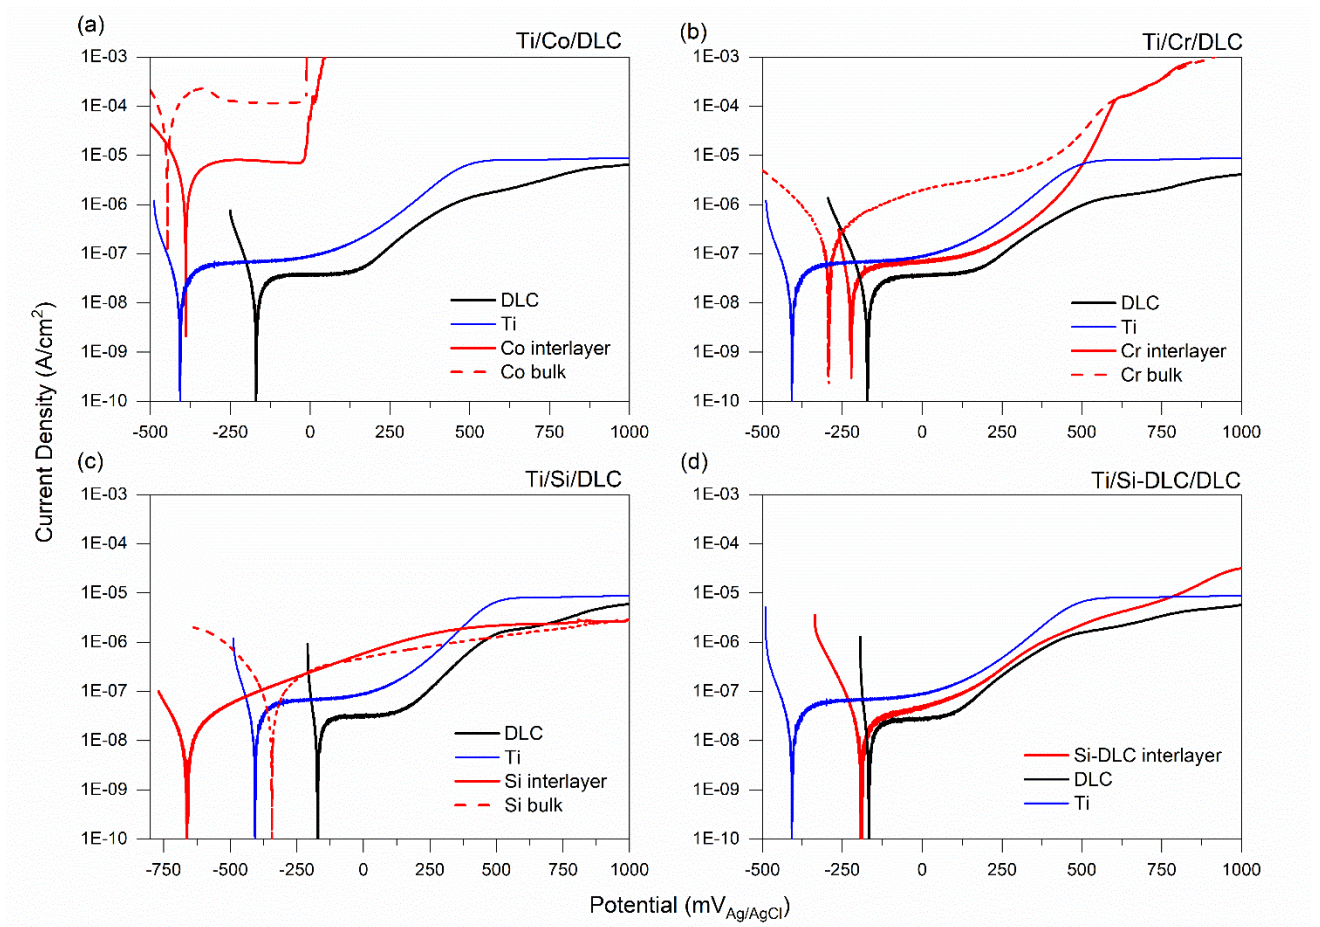 (a)
Ti/Co/DLC
1E-03
1E-04
1E-05
1E-06
1E-07
1E-08
1E-09
1E-10
-500
-250
0
250
500
750
1000
DLC
Ti
Co interlayer
Co bulk
(b)
Ti/Cr/DLC
1E-03
1E-04
1E-05
1E-06
1E-07
1E-08
1E-09
1E-10
-500
-250
0
250
500
750
1000
DLC
Ti
Cr interlayer
Cr bulk
(c)
Ti/Si/DLC
1E-03
1E-04
1E-05
1E-06
1E-07
1E-08
1E-09
1E-10
-750
-500
-250
0
250
500
750
1000
DLC
Ti
Si interlayer
Si bulk
(d)
Ti/Si-DLC/DLC
1E-03
1E-04
1E-05
1E-06
1E-07
1E-08
1E-09
1E-10
-500
-250
0
250
500
750
1000
Si-DLC interlayer
DLC
Ti
Current Density (A/cm²)
Potential (mV_Ag/AgCl)